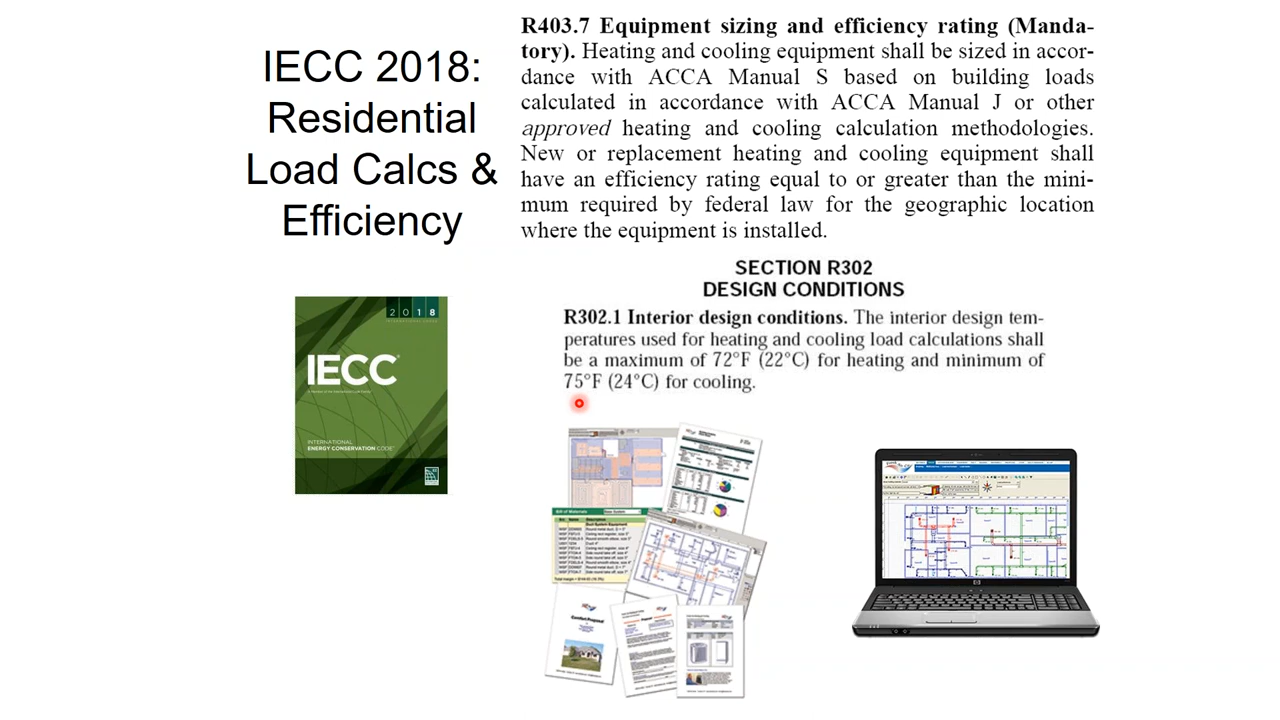 IECC 2018:
Residential
Load Calcs &
Efficiency
R403.7 Equipment sizing and efficiency rating (Manda-
tory). Heating and cooling equipment shall be sized in accor-
dance with ACCA Manual S based on building loads
calculated in accordance with ACCA Manual J or other
approved heating and cooling calculation methodologies.
New or replacement heating and cooling equipment shall
have an efficiency rating equal to or greater than the mini-
mum required by federal law for the geographic location
where the equipment is installed.
SECTION R302
DESIGN CONDITIONS
R302.1 Interior design conditions. The interior design tem-
peratures used for heating and cooling load calculations shall
be a maximum of 72°F (22°C) for heating and minimum of
75°F (24°C) for cooling.
2018
IECC®
INTERNATIONAL
ENERGY CONSERVATION CODE®
Bill of Materials
Comfort Proposal